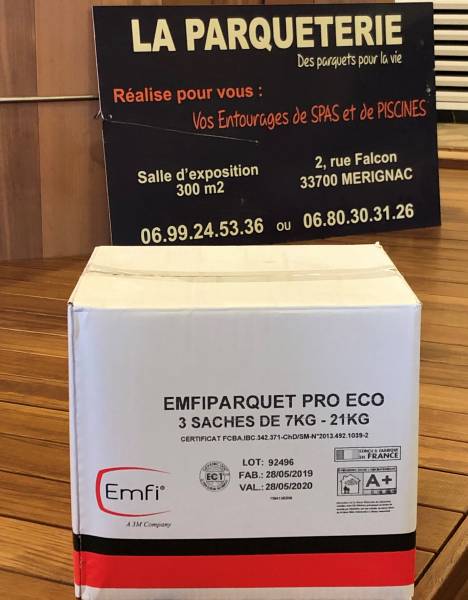 LA PARQUETERIE
Des parquets pour la vie
Réalise pour vous :
Vos Entourages de SPAS et de PISCINES
Salle d'exposition
300 m2
2, rue Falcon
33700 MERIGNAC
06.99.24.53.36 ou 06.80.30.31.26
EMFIPARQUET PRO ECO
3 SACHES DE 7KG - 21KG
CERTIFICAT FCBA.IBC.342.371-ChD/SM-N°2013.492.1039-2
CONÇU & FABRIQUÉ
EN FRANCE
LOT: 92496
FAB.: 28/05/2019
VAL.: 28/05/2020
EC1
A+
Emfi®
A 3M Company